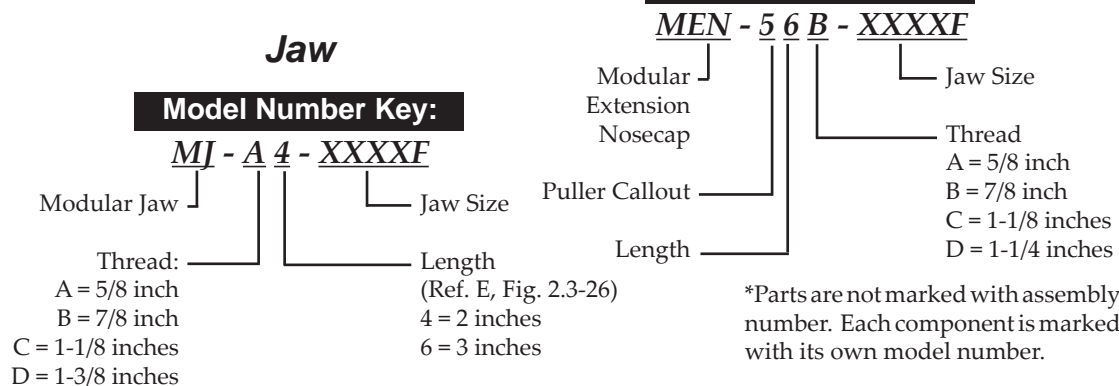 Jaw
Model Number Key:
MJ - A 4 - XXXXF
Modular Jaw
Jaw Size
Thread:
A = 5/8 inch
B = 7/8 inch
C = 1-1/8 inches
D = 1-3/8 inches
Length
(Ref. E, Fig. 2.3-26)
4 = 2 inches
6 = 3 inches
MEN - 5 6 B - XXXXF
Modular
Extension
Nosecap
Jaw Size
Puller Callout
Length
Thread
A = 5/8 inch
B = 7/8 inch
C = 1-1/8 inches
D = 1-1/4 inches
*Parts are not marked with assembly
number. Each component is marked
with its own model number.